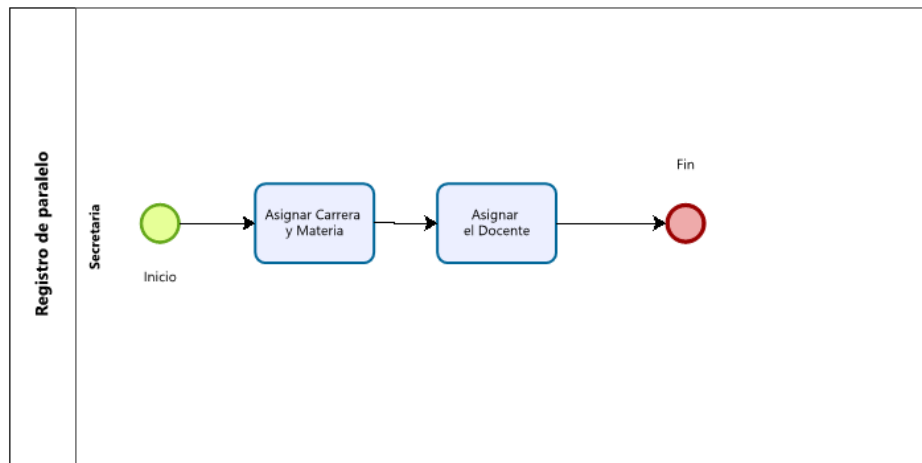 Registro de paralelo
Secretaria
Inicio
Asignar Carrera
y Materia
Asignar
el Docente
Fin